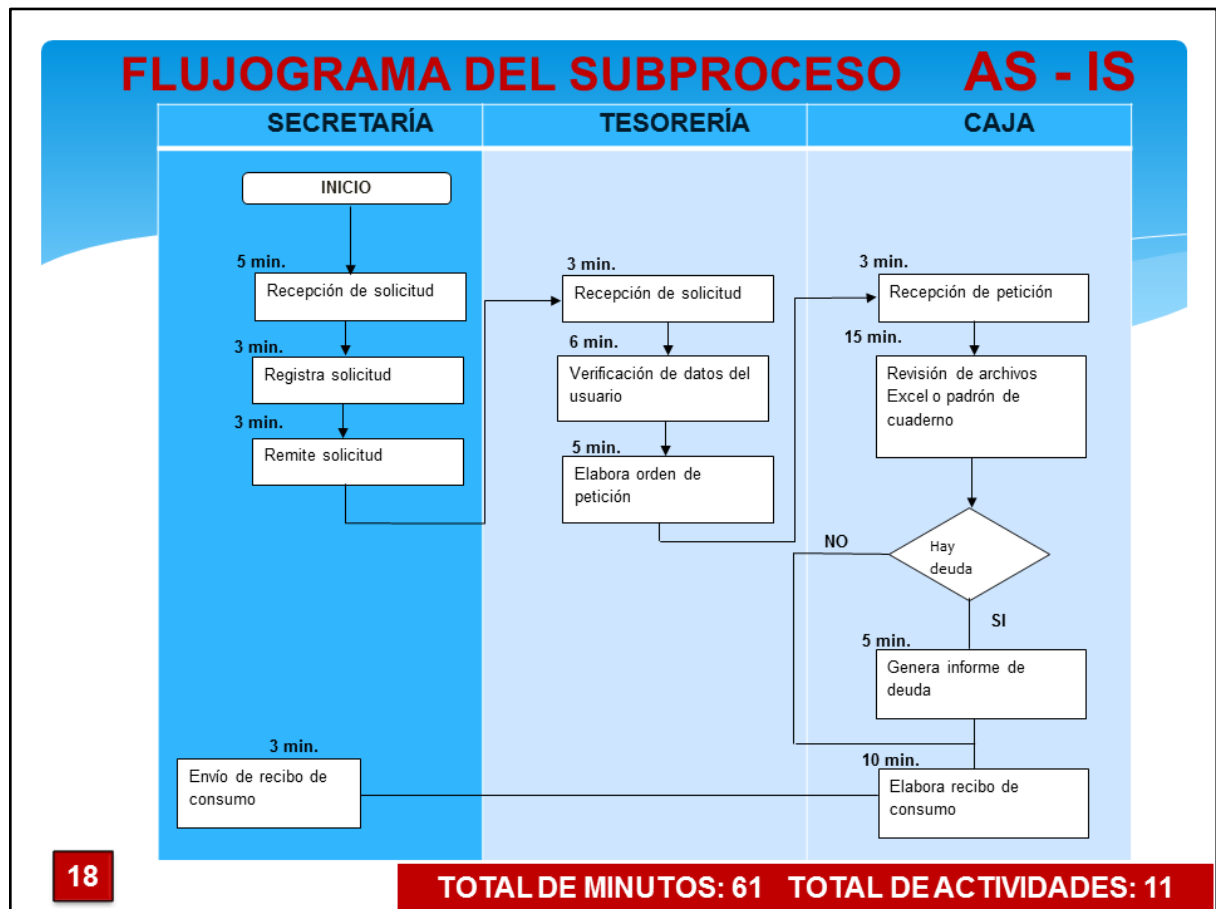 FLUJOGRAMA DEL SUBPROCESO AS - IS
SECRETARÍA
TESORERÍA
CAJA
INICIO
5 min.
Recepción de solicitud
3 min.
Registra solicitud
3 min.
Remite solicitud
3 min.
Recepción de solicitud
6 min.
Verificación de datos del
usuario
5 min.
Elabora orden de
petición
3 min.
Recepción de petición
15 min.
Revisión de archivos
Excel o padrón de
cuaderno
Hay
deuda
NO
SI
5 min.
Genera informe de
deuda
10 min.
Elabora recibo de
consumo
3 min.
Envío de recibo de
consumo
18
TOTAL DE MINUTOS: 61 TOTAL DE ACTIVIDADES: 11